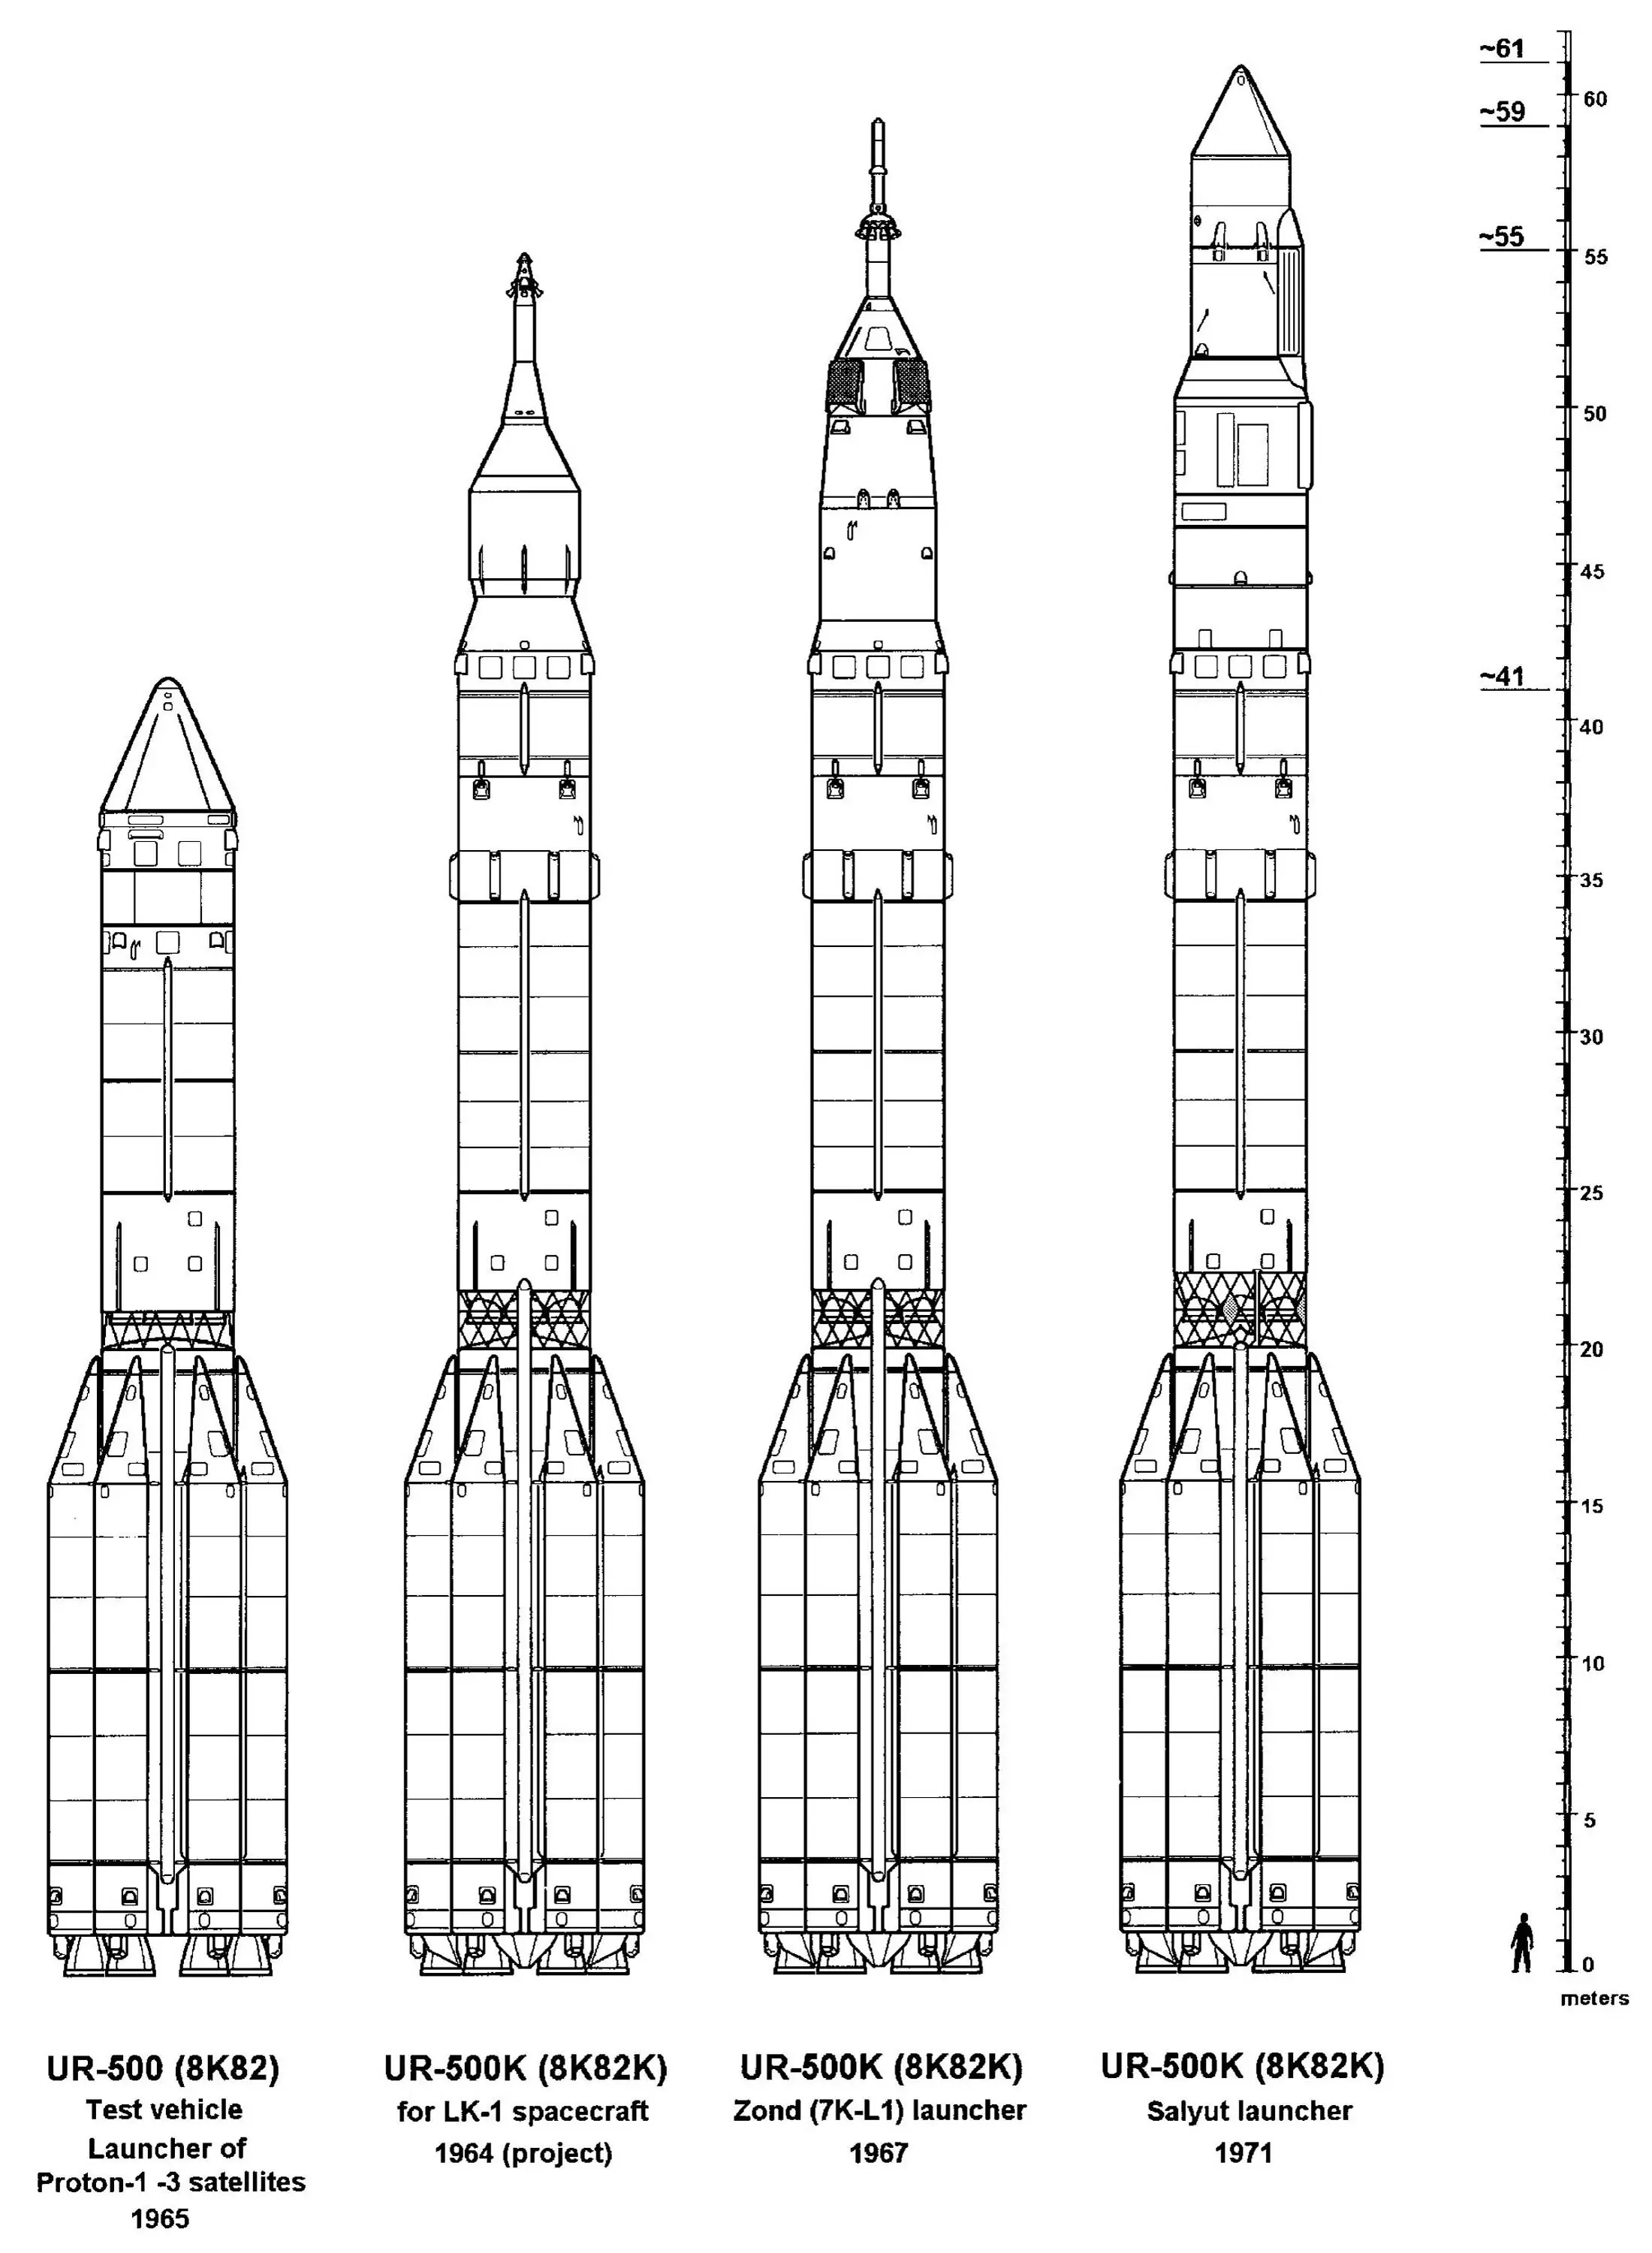 ~61
60
~59
~55
55
50
45
~41
40
35
30
25
20
15
10
5
0
meters
UR-500 (8K82)
Test vehicle
Launcher of
Proton-1 -3 satellites
1965
UR-500K (8K82K)
for LK-1 spacecraft
1964 (project)
UR-500K (8K82K)
Zond (7K-L1) launcher
1967
UR-500K (8K82K)
Salyut launcher
1971